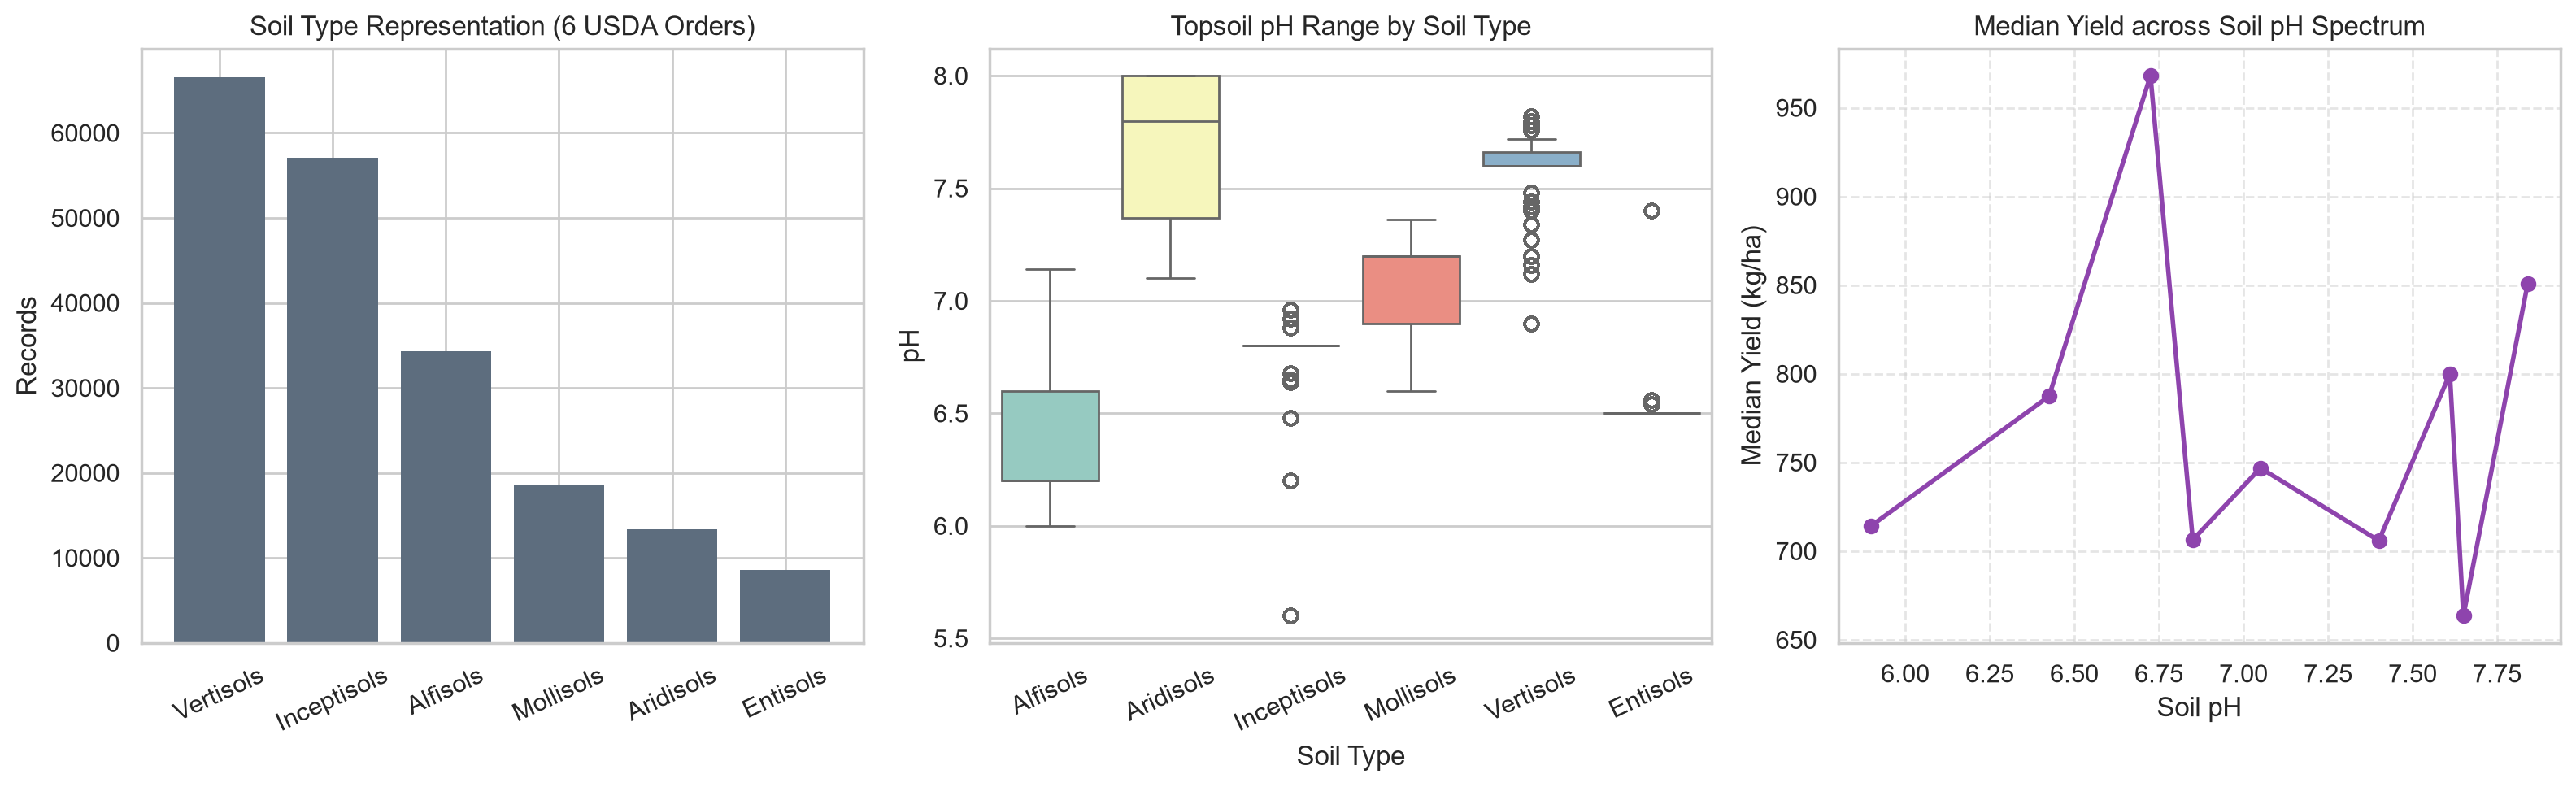 Soil Type Representation (6 USDA Orders)
Records
60000
50000
40000
30000
20000
10000
0
Vertisols
Inceptisols
Alfisols
Mollisols
Aridisols
Entisols
Topsoil pH Range by Soil Type
pH
8.0
7.5
7.0
6.5
6.0
5.5
Alfisols
Aridisols
Inceptisols
Mollisols
Vertisols
Entisols
Soil Type
Median Yield across Soil pH Spectrum
Median Yield (kg/ha)
950
900
850
800
750
700
650
6.00 6.25 6.50 6.75 7.00 7.25 7.50 7.75
Soil pH